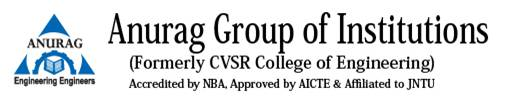 ANURAG
Engineering Engineers
Anurag Group of Institutions
(Formerly CVSR College of Engineering)
Accredited by NBA, Approved by AICTE & Affiliated to JNTU